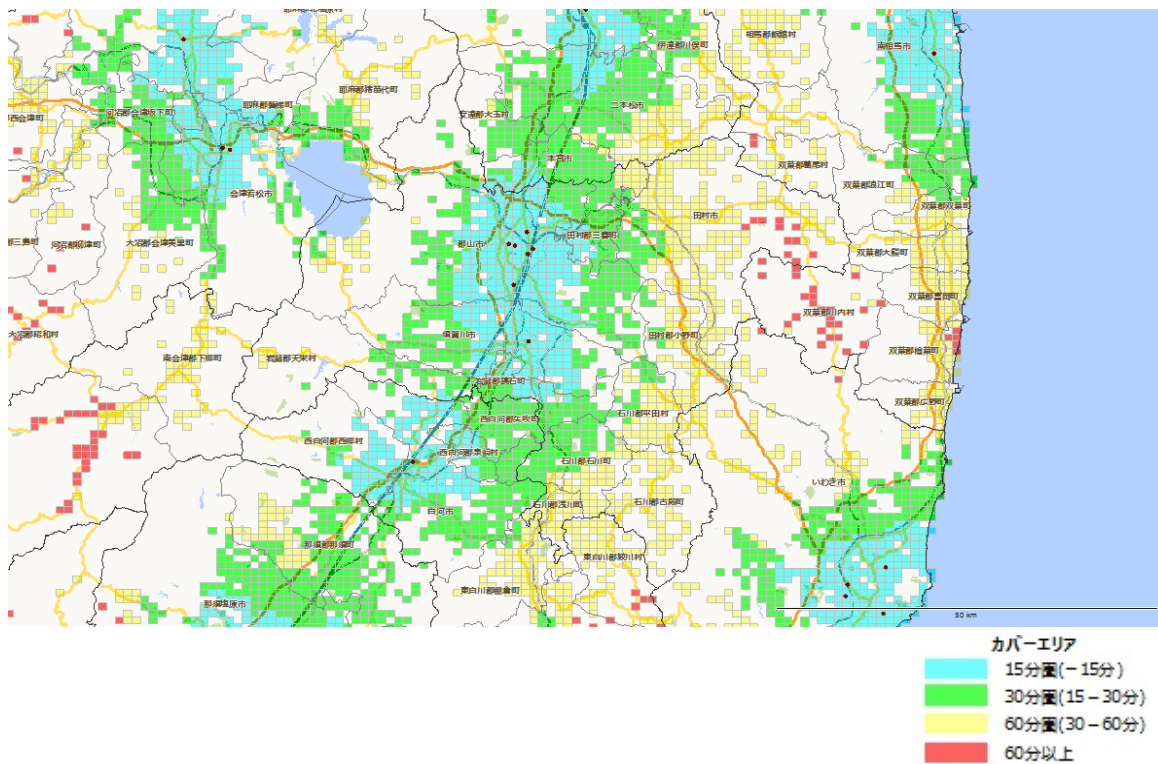 伊達郡川俣町
相馬郡飯舘村
南相馬市
耶麻郡猪苗代町
耶麻郡磐梯町
河沼郡会津坂下町
二本松市
安達郡大玉村
本宮市
双葉郡葛尾村
双葉郡浪江町
双葉郡双葉町
会津若松市
田村市
田村郡三春町
郡山市
大沼郡会津美里町
河沼郡柳津町
双葉郡大熊町
双葉郡富岡町
双葉郡川内村
大沼郡昭和村
須賀川市
田村郡小野町
双葉郡楢葉町
南会津郡下郷町
岩瀬郡天栄村
岩瀬郡鏡石町
双葉郡広野町
石川郡平田村
西白河郡矢吹町
西白河郡西郷村
西白河郡泉崎村
石川郡石川町
いわき市
石川郡浅川町
石川郡古殿町
白河市
那須郡那須町
東白川郡鮫川村
東白川郡棚倉町
那須塩原市
50 km
カバーエリア
15分圏(－15分)
30分圏(15－30分)
60分圏(30－60分)
60分以上